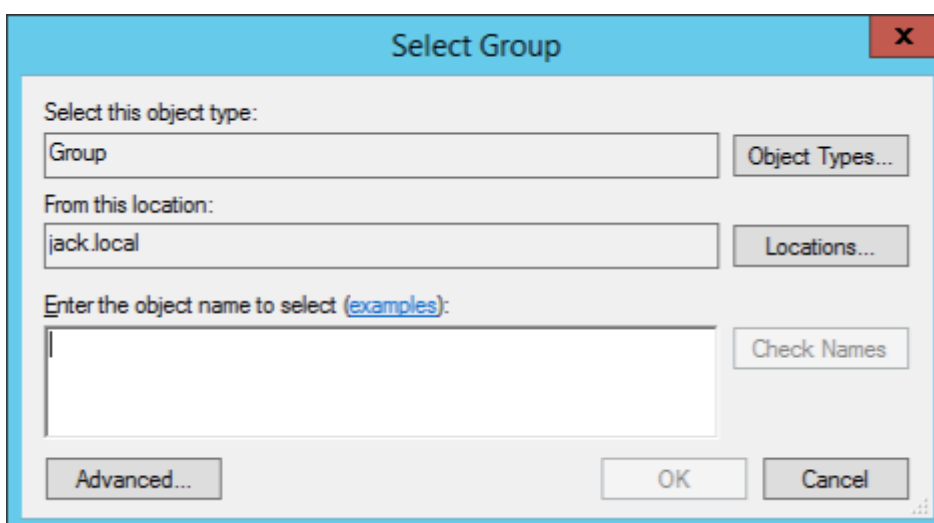 Select Group
x
Select this object type:
Group
Object Types...
From this location:
jack.local
Locations...
Enter the object name to select (examples):
Check Names
Advanced...
OK
Cancel